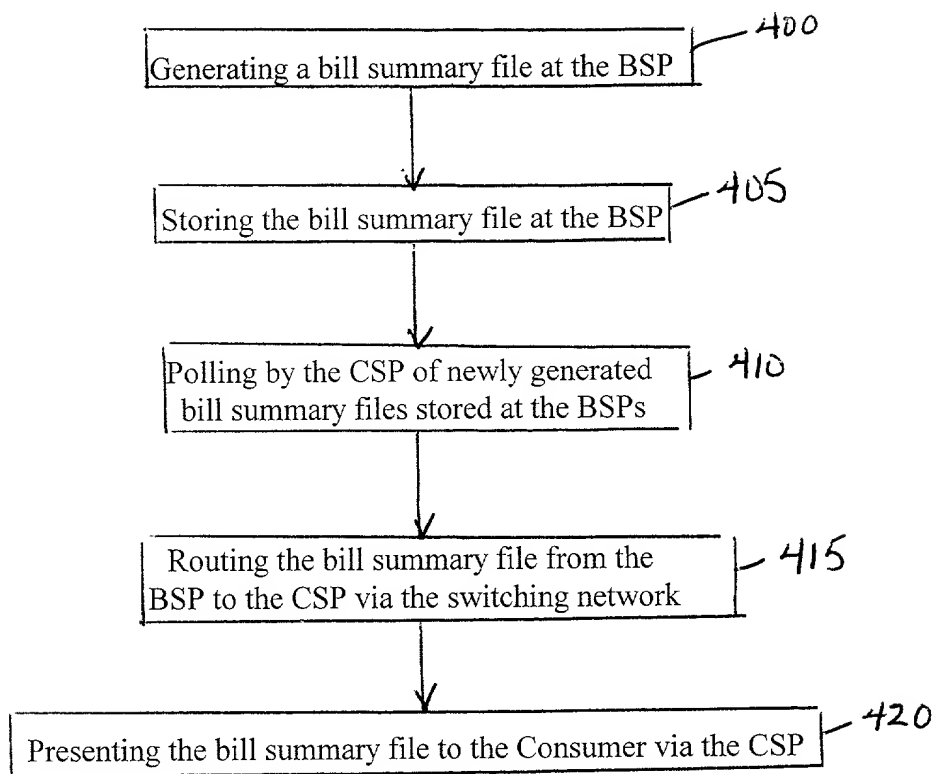 400
Generating a bill summary file at the BSP
405
Storing the bill summary file at the BSP
410
Polling by the CSP of newly generated
bill summary files stored at the BSPs
415
Routing the bill summary file from the
BSP to the CSP via the switching network
420
Presenting the bill summary file to the Consumer via the CSP